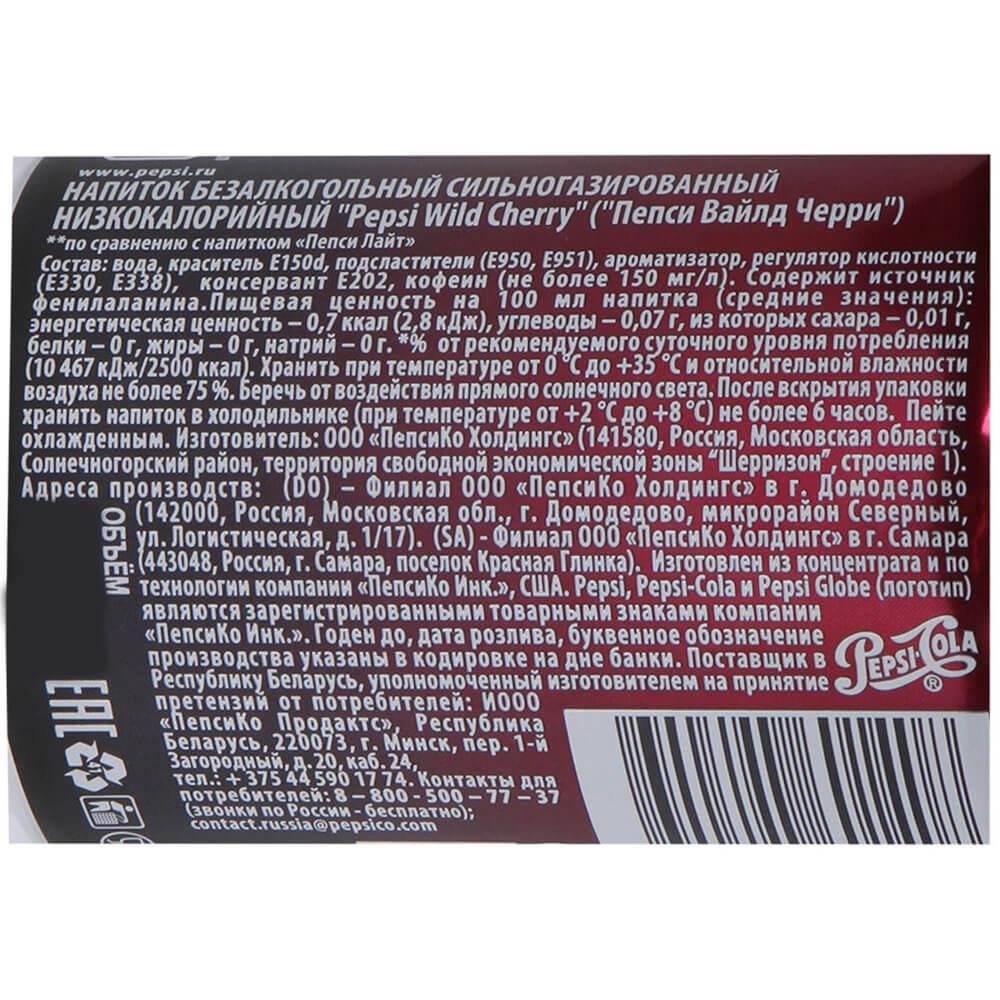 www.pepsi.ru
НАПИТОК БЕЗАЛКОГОЛЬНЫЙ СИЛЬНОГАЗИРОВАННЫЙ
НИЗКОКАЛОРИЙНЫЙ "Pepsi Wild Cherry" ("Пепси Вайлд Черри")
**по сравнению с напитком «Пепси Лайт»
Состав: вода, краситель Е150d, подсластители (Е950, Е951), ароматизатор, регулятор кислотности
(Е330, Е338), консервант Е202, кофеин (не более 150 мг/л). Содержит источник
фенилаланина.Пищевая ценность на 100 мл напитка (средние значения):
энергетическая ценность – 0,7 ккал (2,8 кДж), углеводы – 0,07 г, из которых сахара – 0,01 г,
белки – 0 г, жиры – 0 г, натрий – 0 г. *% от рекомендуемого суточного уровня потребления
(10 467 кДж/2500 ккал). Хранить при температуре от 0 °С до +35 °С и относительной влажности
воздуха не более 75 %. Беречь от воздействия прямого солнечного света. После вскрытия упаковки
хранить напиток в холодильнике (при температуре от +2 °С до +8 °С) не более 6 часов. Пейте
охлажденным. Изготовитель: ООО «ПепсиКо Холдингс» (141580, Россия, Московская область,
Солнечногорский район, территория свободной экономической зоны "Шерризон", строение 1).
Адреса производств: (DO) – Филиал ООО «ПепсиКо Холдингс» в г. Домодедово
(142000, Россия, Московская обл., г. Домодедово, микрорайон Северный,
ул. Логистическая, д. 1/17). (SA) - Филиал ООО «ПепсиКо Холдингс» в г. Самара
(443048, Россия, г. Самара, поселок Красная Глинка). Изготовлен из концентрата и по
технологии компании «ПепсиКо Инк.», США. Pepsi, Pepsi-Cola и Pepsi Globe (логотип)
являются зарегистрированными товарными знаками компании
«ПепсиКо Инк.». Годен до, дата розлива, буквенное обозначение
производства указаны в кодировке на дне банки. Поставщик в
Республику Беларусь, уполномоченный изготовителем на принятие
претензий от потребителей: ИООО
«ПепсиКо Продактс», Республика
Беларусь, 220073, г. Минск, пер. 1-й
Загородный, д. 20, каб. 24,
тел.: + 375 44 590 17 74. Контакты для
потребителей: 8 – 800 - 500 – 77 – 37
(звонки по России - бесплатно);
contact.russia@pepsico.com
ОБЪЁМ
EAC
PEPSI-COLA
®